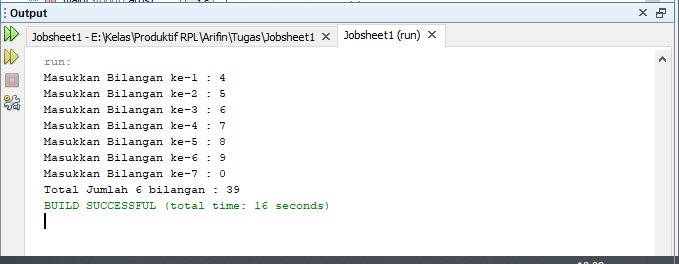 Output
Jobsheet1 - E:\Kelas\Produktif RPL\Arifin\Tugas\Jobsheet1
Jobsheet1 (run)
run:
Masukkan Bilangan ke-1 : 4
Masukkan Bilangan ke-2 : 5
Masukkan Bilangan ke-3 : 6
Masukkan Bilangan ke-4 : 7
Masukkan Bilangan ke-5 : 8
Masukkan Bilangan ke-6 : 9
Masukkan Bilangan ke-7 : 0
Total Jumlah 6 bilangan : 39
BUILD SUCCESSFUL (total time: 16 seconds)